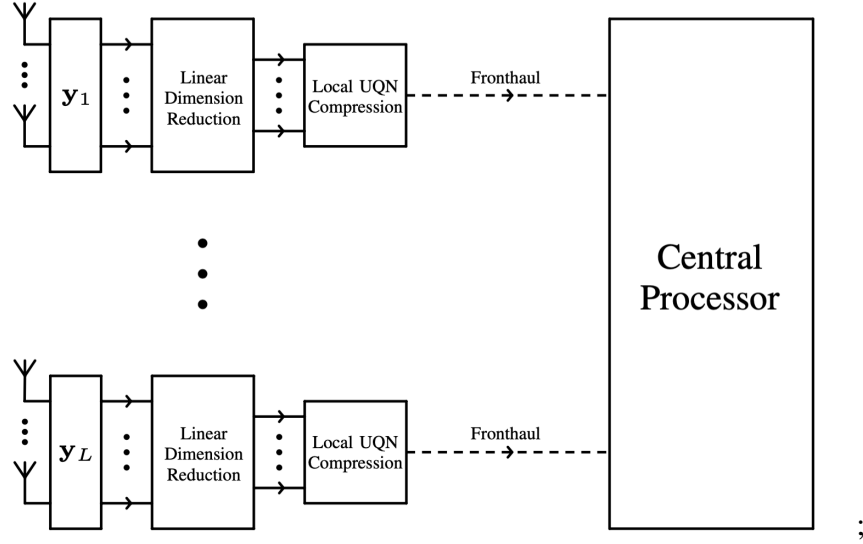 y1
Linear
Dimension
Reduction
Local UQN
Compression
Fronthaul
Central
Processor
yL
Linear
Dimension
Reduction
Local UQN
Compression
Fronthaul
;